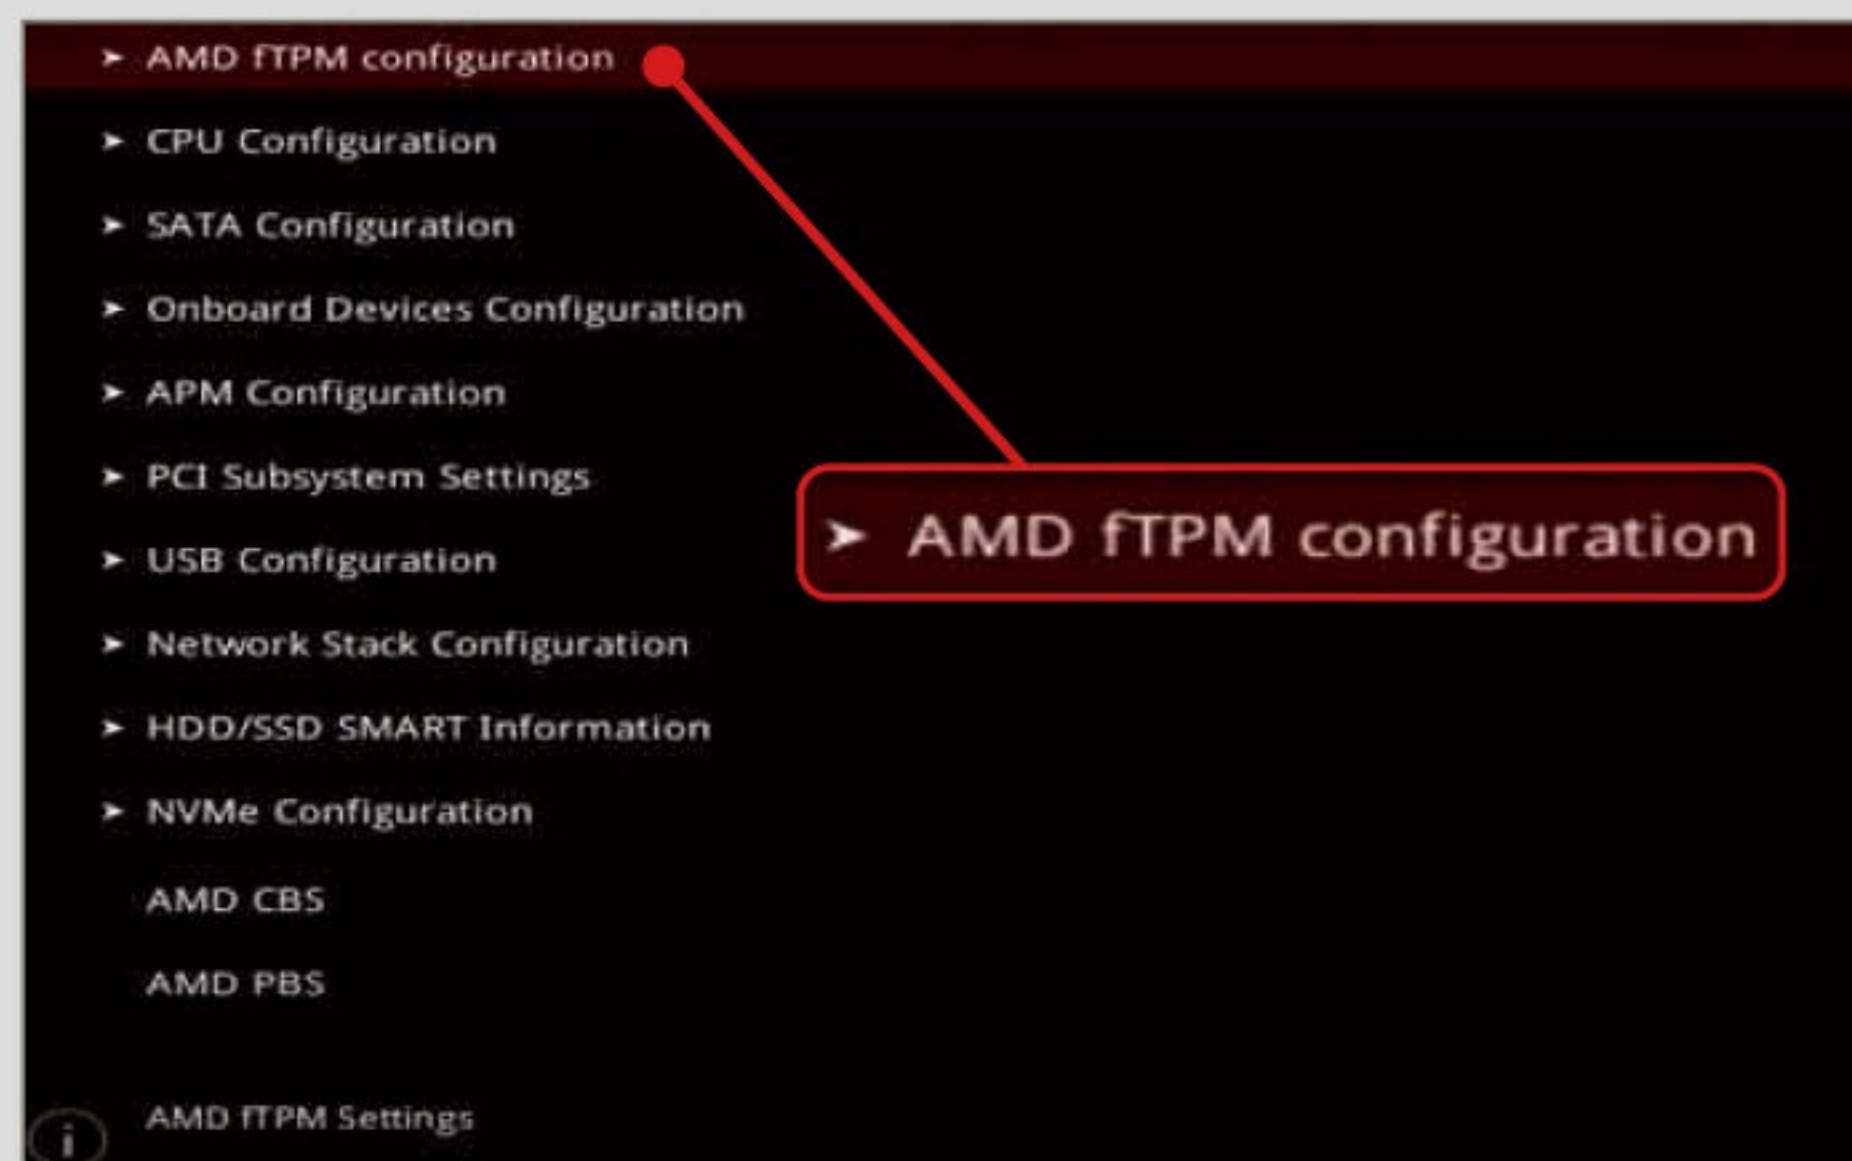 ➤ AMD fTPM configuration
➤ CPU Configuration
➤ SATA Configuration
➤ Onboard Devices Configuration
➤ APM Configuration
➤ PCI Subsystem Settings
➤ AMD fTPM configuration
➤ USB Configuration
➤ Network Stack Configuration
➤ HDD/SSD SMART Information
➤ NVMe Configuration
AMD CBS
AMD PBS
AMD fTPM Settings
i